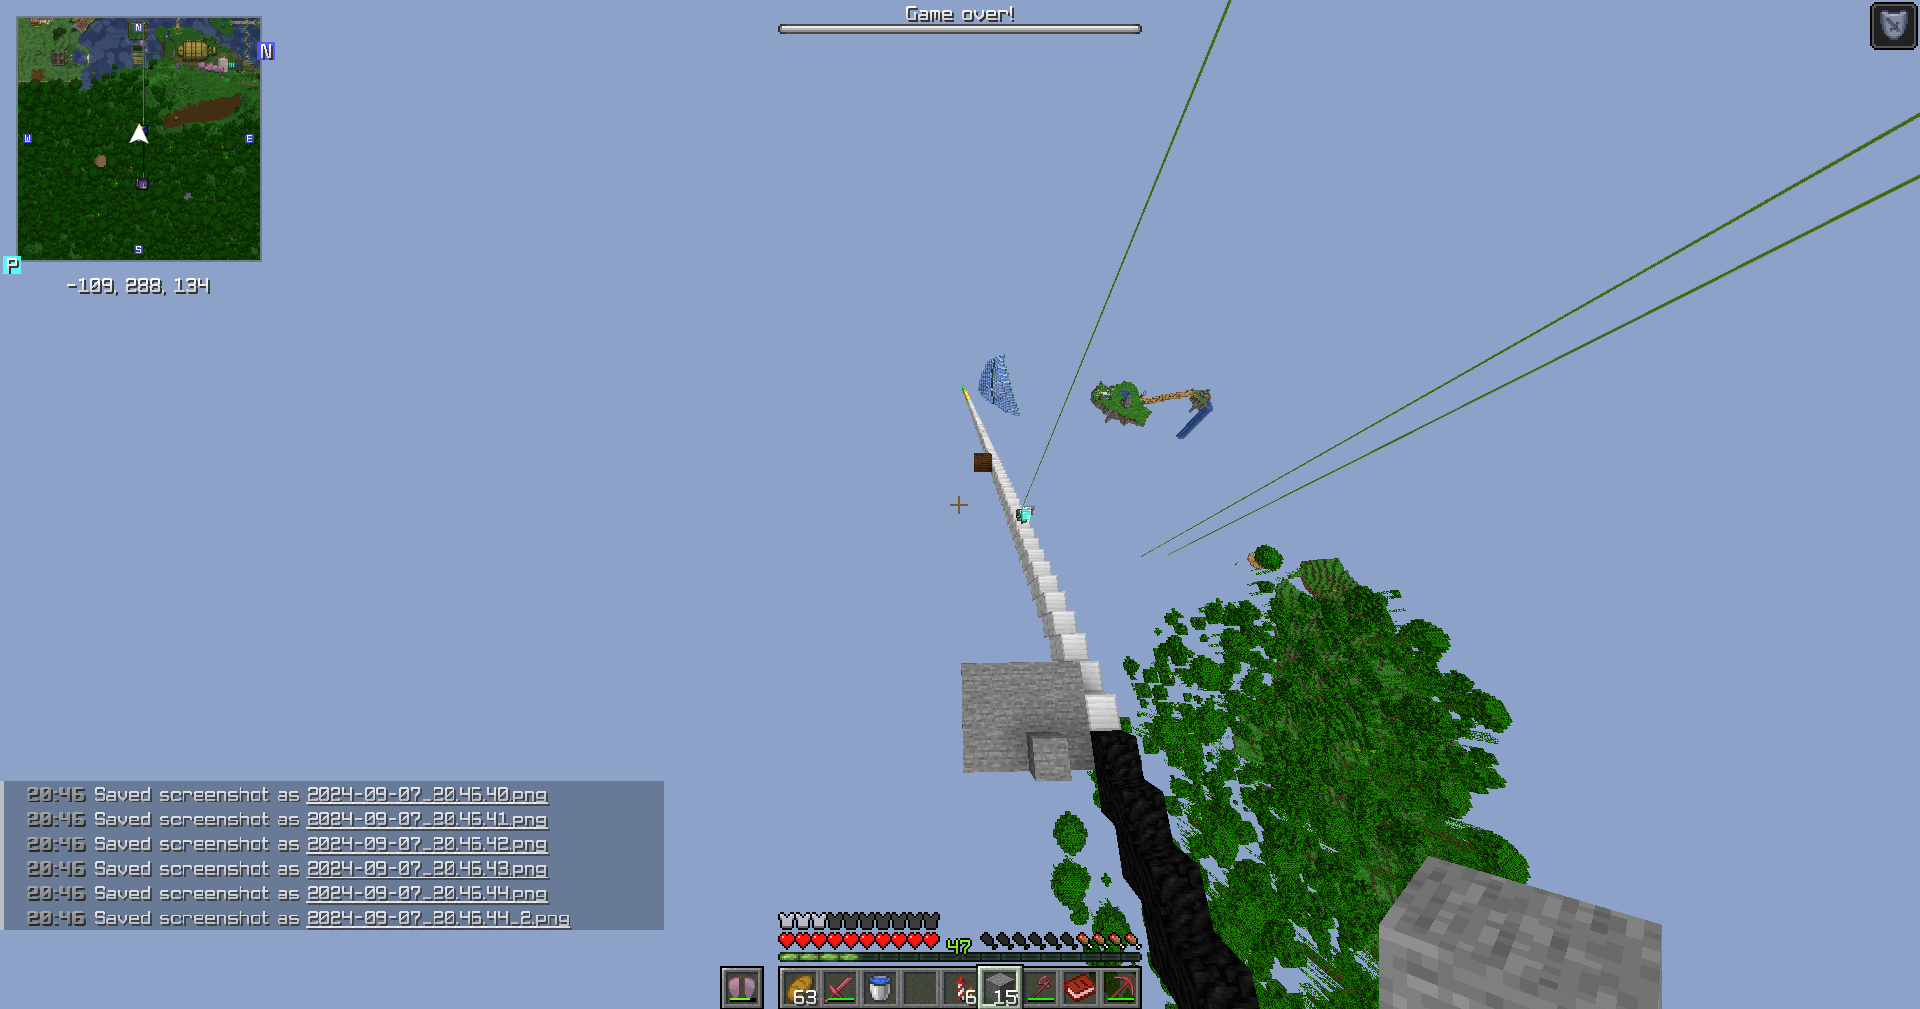 Game over!
N
N
W
E
S
P
-109, 288, 134
20:46 Saved screenshot as 2024-09-07_20.46.40.png
20:46 Saved screenshot as 2024-09-07_20.46.41.png
20:46 Saved screenshot as 2024-09-07_20.46.42.png
20:46 Saved screenshot as 2024-09-07_20.46.43.png
20:46 Saved screenshot as 2024-09-07_20.46.44.png
20:46 Saved screenshot as 2024-09-07_20.46.44_2.png
47
63
6
15